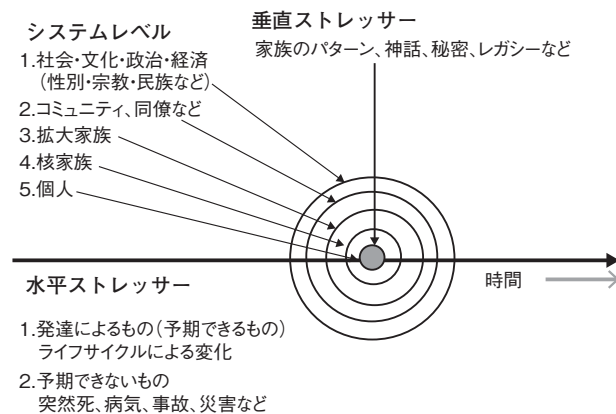 システムレベル
1.社会・文化・政治・経済
（性別・宗教・民族など）
2.コミュニティ、同僚など
3.拡大家族
4.核家族
5.個人
垂直ストレッサー
家族のパターン、神話、秘密、レガシーなど
時間
水平ストレッサー
1.発達によるもの（予期できるもの）
ライフサイクルによる変化
2.予期できないもの
突然死、病気、事故、災害など